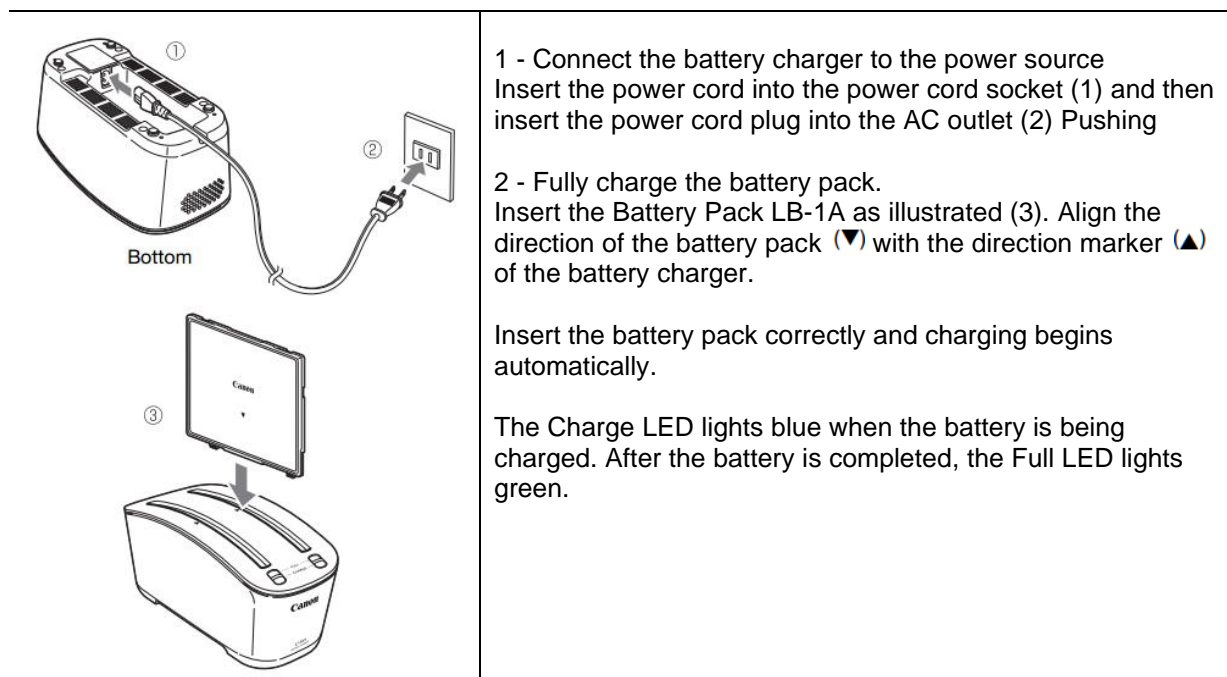 ①
②
Bottom
Canon
▼
③
Canon
1 - Connect the battery charger to the power source
Insert the power cord into the power cord socket (1) and then
insert the power cord plug into the AC outlet (2) Pushing
2 - Fully charge the battery pack.
Insert the Battery Pack LB-1A as illustrated (3). Align the
direction of the battery pack (▼) with the direction marker (▲)
of the battery charger.
Insert the battery pack correctly and charging begins
automatically.
The Charge LED lights blue when the battery is being
charged. After the battery is completed, the Full LED lights
green.